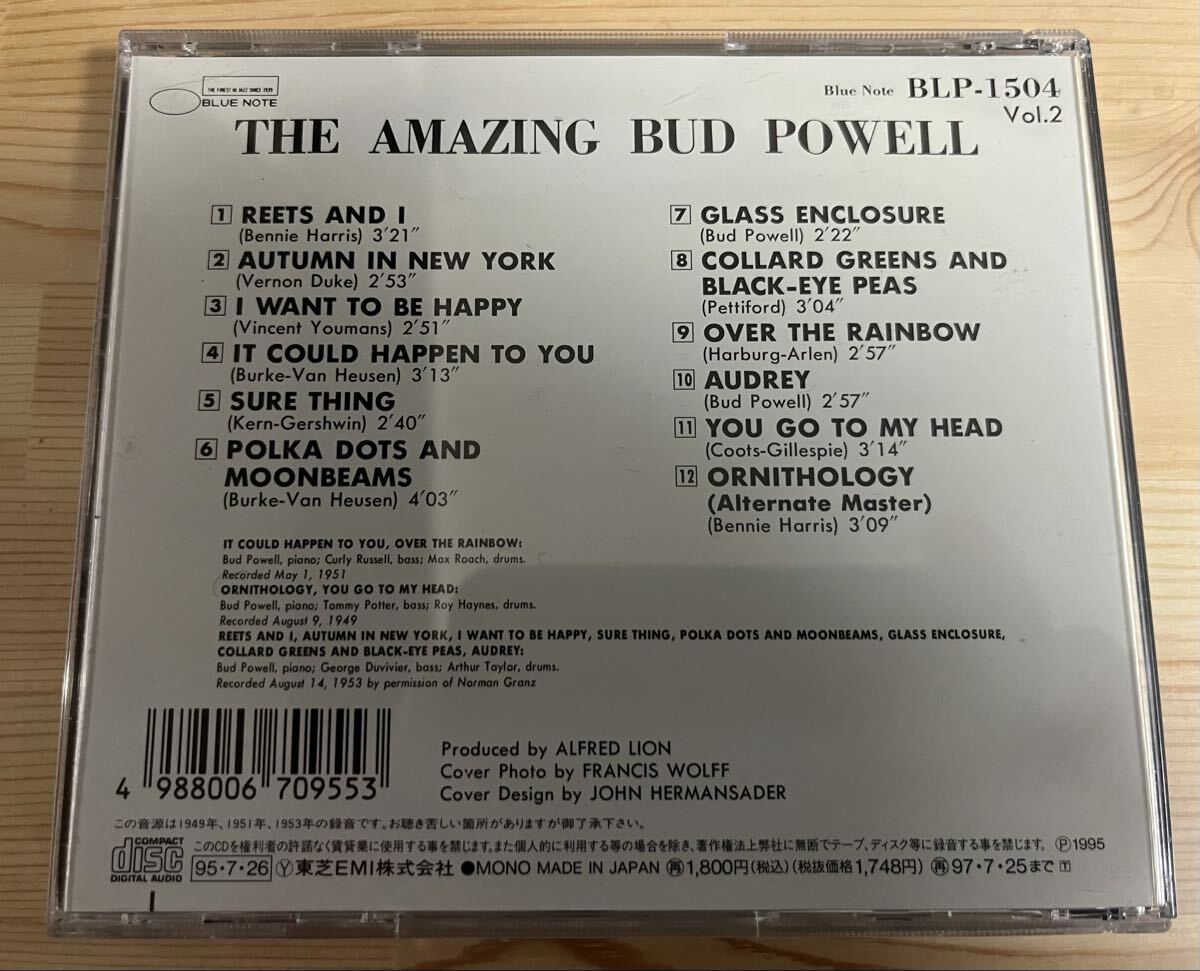 THE FINEST IN JAZZ SINCE 1939
BLUE NOTE
Blue Note BLP-1504
Vol.2
THE AMAZING BUD POWELL
1 REETS AND I
(Bennie Harris) 3'21"
2 AUTUMN IN NEW YORK
(Vernon Duke) 2'53"
3 I WANT TO BE HAPPY
(Vincent Youmans) 2'51"
4 IT COULD HAPPEN TO YOU
(Burke-Van Heusen) 3'13"
5 SURE THING
(Kern-Gershwin) 2'40"
6 POLKA DOTS AND
MOONBEAMS
(Burke-Van Heusen) 4'03"
7 GLASS ENCLOSURE
(Bud Powell) 2'22"
8 COLLARD GREENS AND
BLACK-EYE PEAS
(Pettiford) 3'04"
9 OVER THE RAINBOW
(Harburg-Arlen) 2'57"
10 AUDREY
(Bud Powell) 2'57"
11 YOU GO TO MY HEAD
(Coots-Gillespie) 3'14"
12 ORNITHOLOGY
(Alternate Master)
(Bennie Harris) 3'09"
IT COULD HAPPEN TO YOU, OVER THE RAINBOW:
Bud Powell, piano; Curly Russell, bass; Max Roach, drums.
Recorded May 1, 1951
ORNITHOLOGY, YOU GO TO MY HEAD:
Bud Powell, piano; Tommy Potter, bass; Roy Haynes, drums.
Recorded August 9, 1949
REETS AND I, AUTUMN IN NEW YORK, I WANT TO BE HAPPY, SURE THING, POLKA DOTS AND MOONBEAMS, GLASS ENCLOSURE,
COLLARD GREENS AND BLACK-EYE PEAS, AUDREY:
Bud Powell, piano; George Duvivier, bass; Arthur Taylor, drums.
Recorded August 14, 1953 by permission of Norman Granz
4 988006 709553
Produced by ALFRED LION
Cover Photo by FRANCIS WOLFF
Cover Design by JOHN HERMANSADER
この音源は1949年、1951年、1953年の録音です。お聴き苦しい箇所がありますが御了承下さい。
COMPACT
disc
DIGITAL AUDIO
このCDを権利者の許諾なく賃貸業に使用する事を禁じます。また個人的に利用する等の場合を除き、著作権法上弊社に無断でテープ、ディスク等に録音する事を禁じます。 Ⓟ1995
95・7・26 Ⓨ東芝EMI株式会社 ●MONO MADE IN JAPAN ㊢1,800円(税込)(税抜価格1,748円) ㊢97・7・25まで 🅃